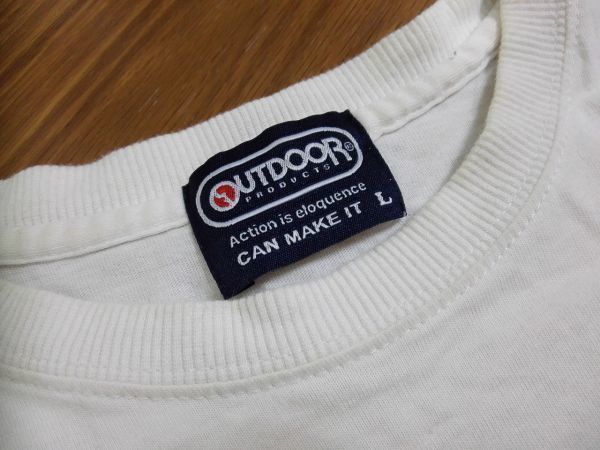 OUTDOOR®
PRODUCTS
Action is eloquence
CAN MAKE IT L